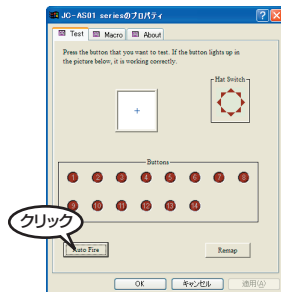 JC-AS01 seriesのプロパティ
Test
Macro
About
Press the button that you want to test. If the button lights up in
the picture below, it is working correctly.
Hat Switch
Buttons
1 2 3 4 5 6 7 8
9 10 11 12 13 14
クリック
Auto Fire
Remap
OK
キャンセル
適用(A)